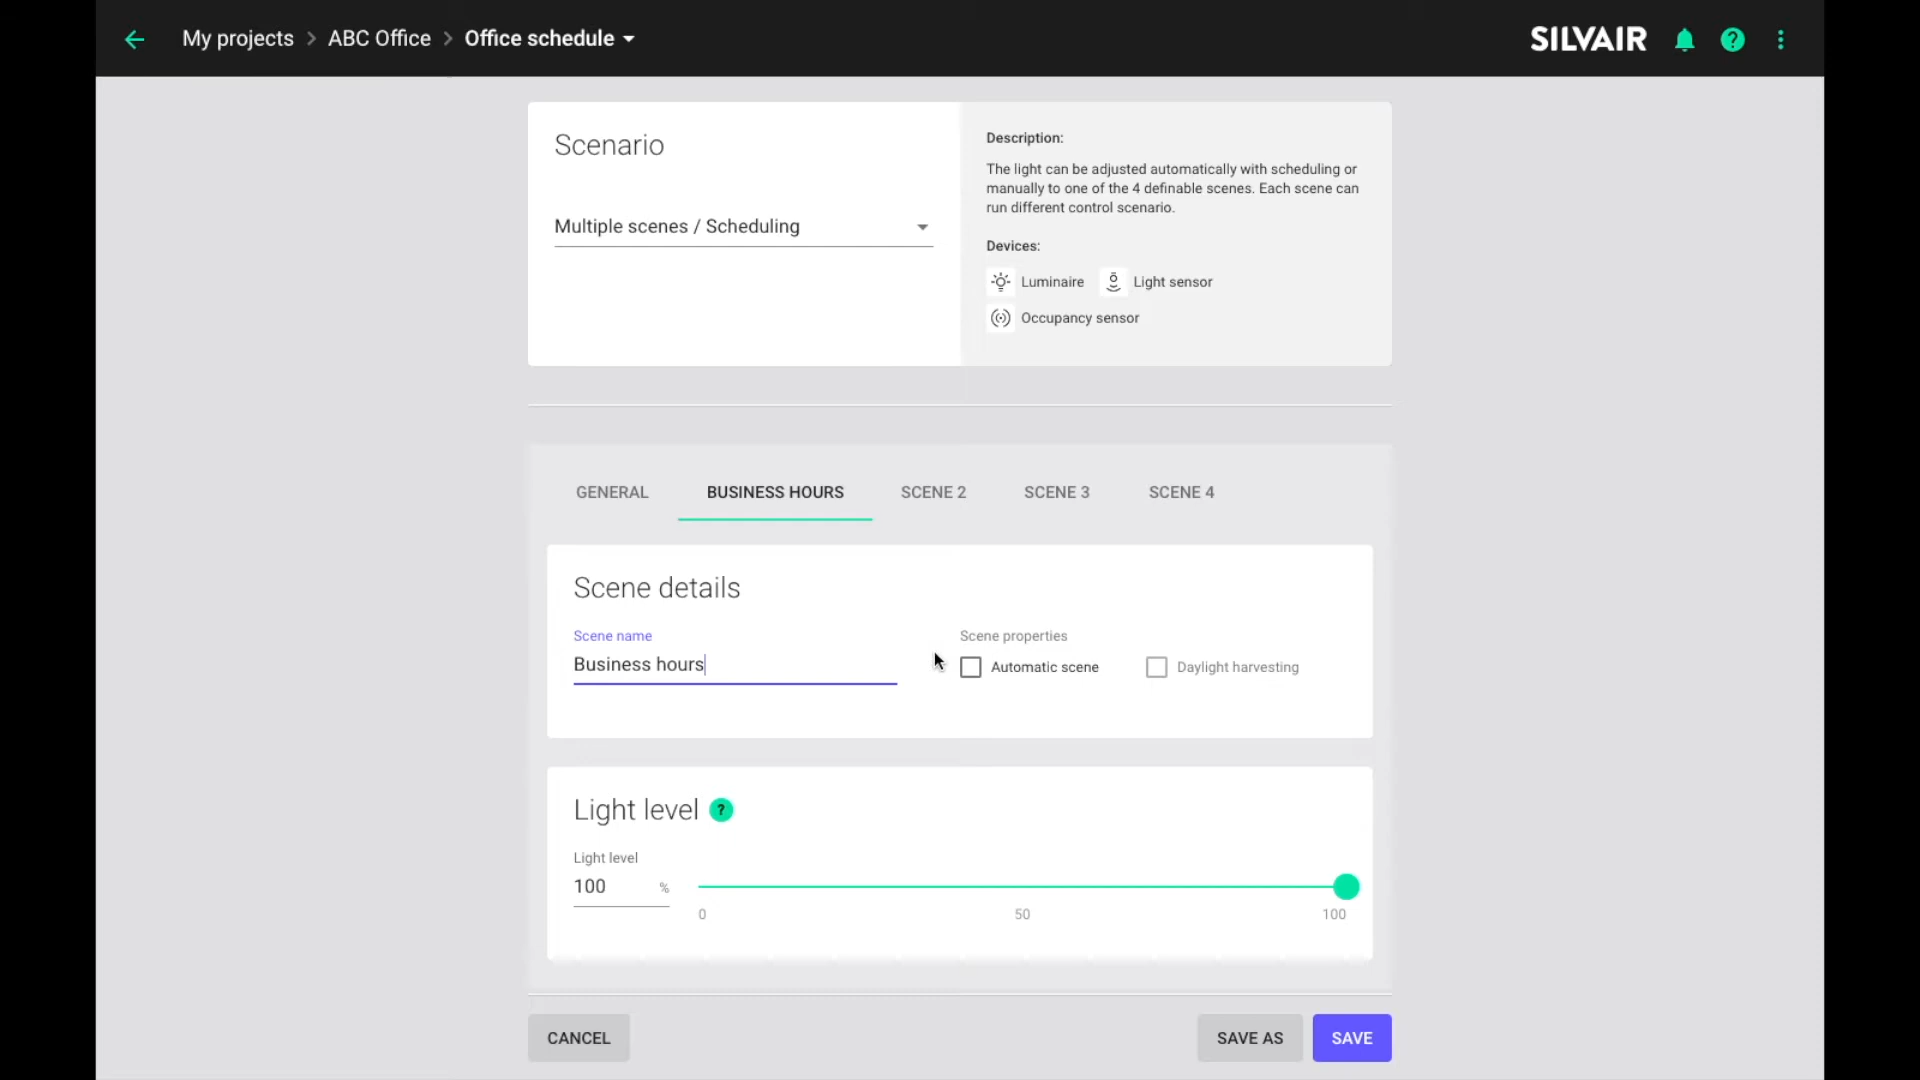 My projects > ABC Office > Office schedule
SILVAIR
?
Scenario
Multiple scenes / Scheduling
Description:
The light can be adjusted automatically with scheduling or
manually to one of the 4 definable scenes. Each scene can
run different control scenario.
Devices:
Luminaire
Light sensor
Occupancy sensor
GENERAL
BUSINESS HOURS
SCENE 2
SCENE 3
SCENE 4
Scene details
Scene name
Business hours
Scene properties
Automatic scene
Daylight harvesting
Light level ?
Light level
100 %
0 50 100
CANCEL
SAVE AS
SAVE